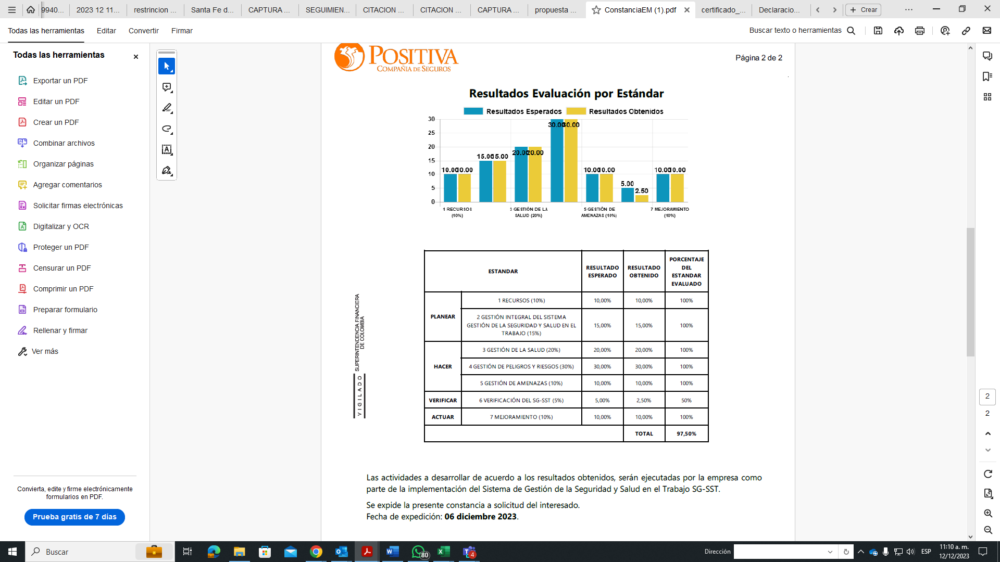 9940...
2023 12 11...
restrincion ...
Santa Fe d...
CAPTURA ...
SEGUIMIEN...
CITACION ...
CITACION ...
CAPTURA ...
propuesta ...
ConstanciaEM (1).pdf
certificado_...
Declaracio...
Crear
Todas las herramientas
Editar
Convertir
Firmar
Buscar texto o herramientas
Todas las herramientas
Exportar un PDF
Editar un PDF
Crear un PDF
Combinar archivos
Organizar páginas
Agregar comentarios
Solicitar firmas electrónicas
Digitalizar y OCR
Proteger un PDF
Censurar un PDF
Comprimir un PDF
Preparar formulario
Rellenar y firmar
Ver más
Convierta, edite y firme electrónicamente
formularios en PDF.
Prueba gratis de 7 días
POSITIVA
COMPAÑIA DE SEGUROS
Página 2 de 2
Resultados Evaluación por Estándar
Resultados Esperados
Resultados Obtenidos
30
25
20
15
10
5
0
10.00 10.00
15.00 15.00
20.00 20.00
30.00 30.00
10.00 10.00
5.00
2.50
10.00 10.00
1 RECURSOS
(10%)
3 GESTIÓN DE LA
SALUD (20%)
5 GESTIÓN DE
AMENAZAS (10%)
7 MEJORAMIENTO
(10%)
ESTANDAR
RESULTADO
ESPERADO
RESULTADO
OBTENIDO
PORCENTAJE
DEL
ESTANDAR
EVALUADO
PLANEAR
1 RECURSOS (10%)
10,00%
10,00%
100%
2 GESTIÓN INTEGRAL DEL SISTEMA
GESTIÓN DE LA SEGURIDAD Y SALUD EN EL
TRABAJO (15%)
15,00%
15,00%
100%
HACER
3 GESTIÓN DE LA SALUD (20%)
20,00%
20,00%
100%
4 GESTIÓN DE PELIGROS Y RIESGOS (30%)
30,00%
30,00%
100%
5 GESTIÓN DE AMENAZAS (10%)
10,00%
10,00%
100%
VERIFICAR
6 VERIFICACIÓN DEL SG-SST (5%)
5,00%
2,50%
50%
ACTUAR
7 MEJORAMIENTO (10%)
10,00%
10,00%
100%
TOTAL
97,50%
VIGILADO
SUPERINTENDENCIA FINANCIERA
DE COLOMBIA
Las actividades a desarrollar de acuerdo a los resultados obtenidos, serán ejecutadas por la empresa como
parte de la implementación del Sistema de Gestión de la Seguridad y Salud en el Trabajo SG-SST.
Se expide la presente constancia a solicitud del interesado.
Fecha de expedición: 06 diciembre 2023.
2
2
Buscar
80
4
Dirección
ESP
11:10 a. m.
12/12/2023